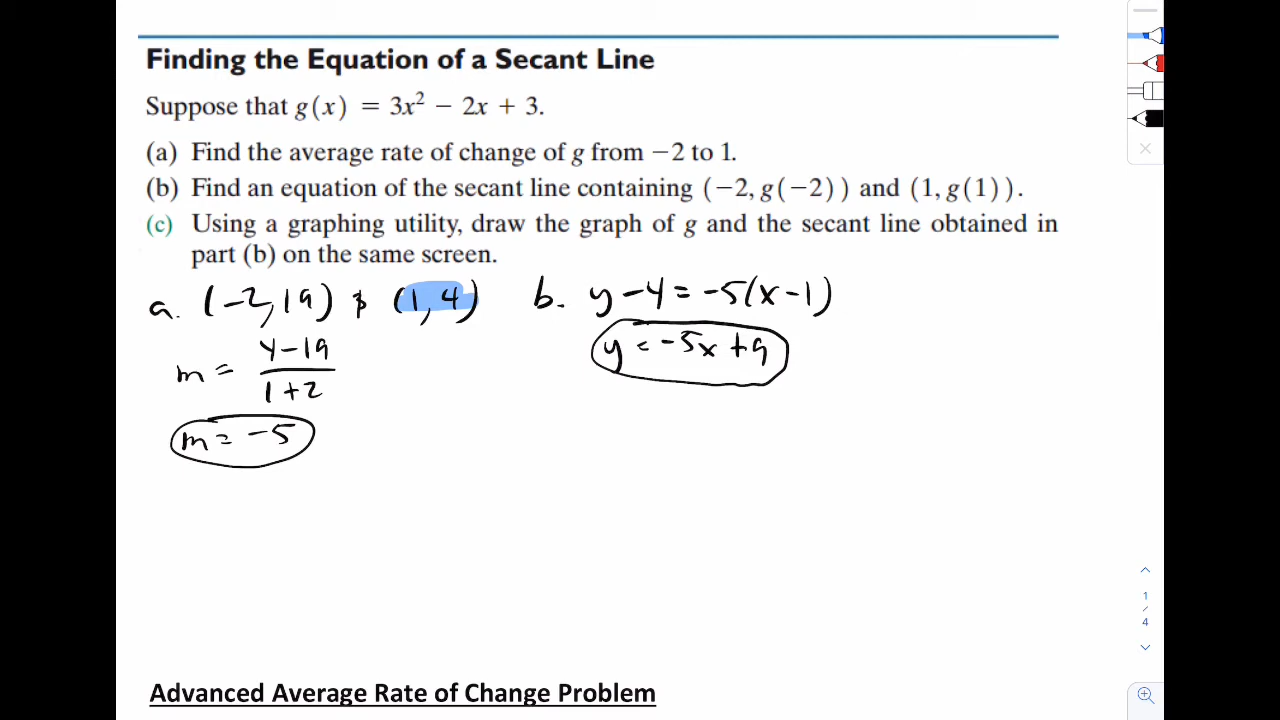 Finding the Equation of a Secant Line
Suppose that g(x) = 3x² − 2x + 3.
(a) Find the average rate of change of g from −2 to 1.
(b) Find an equation of the secant line containing (−2, g(−2)) and (1, g(1)).
(c) Using a graphing utility, draw the graph of g and the secant line obtained in
part (b) on the same screen.
a. (-2, 19) & (1, 4)
m = (4-19)/(1+2)
m = -5
b. y - 4 = -5(x - 1)
y = -5x + 9
1
/
4
Advanced Average Rate of Change Problem